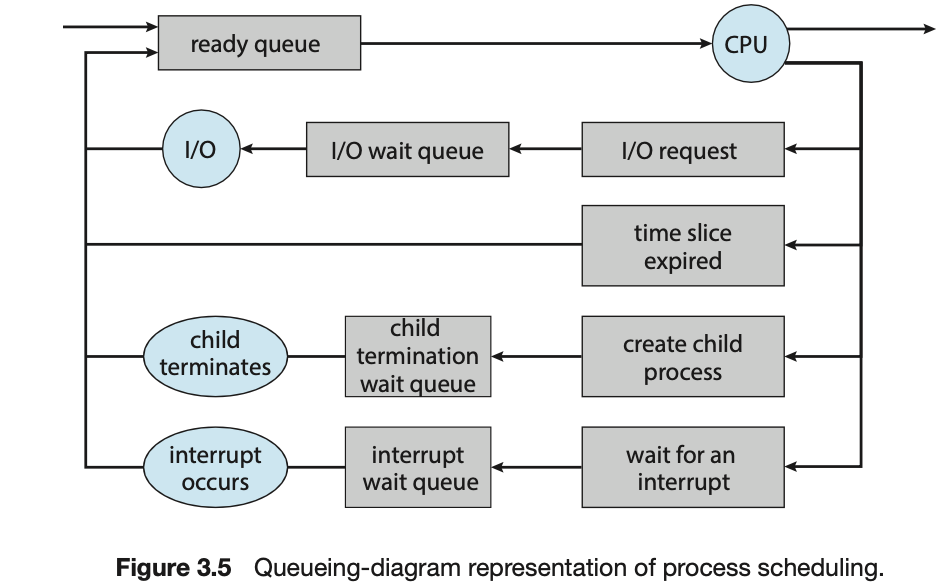 ready queue
CPU
I/O
I/O wait queue
I/O request
time slice
expired
child
terminates
child
termination
wait queue
create child
process
interrupt
occurs
interrupt
wait queue
wait for an
interrupt
Figure 3.5 Queueing-diagram representation of process scheduling.